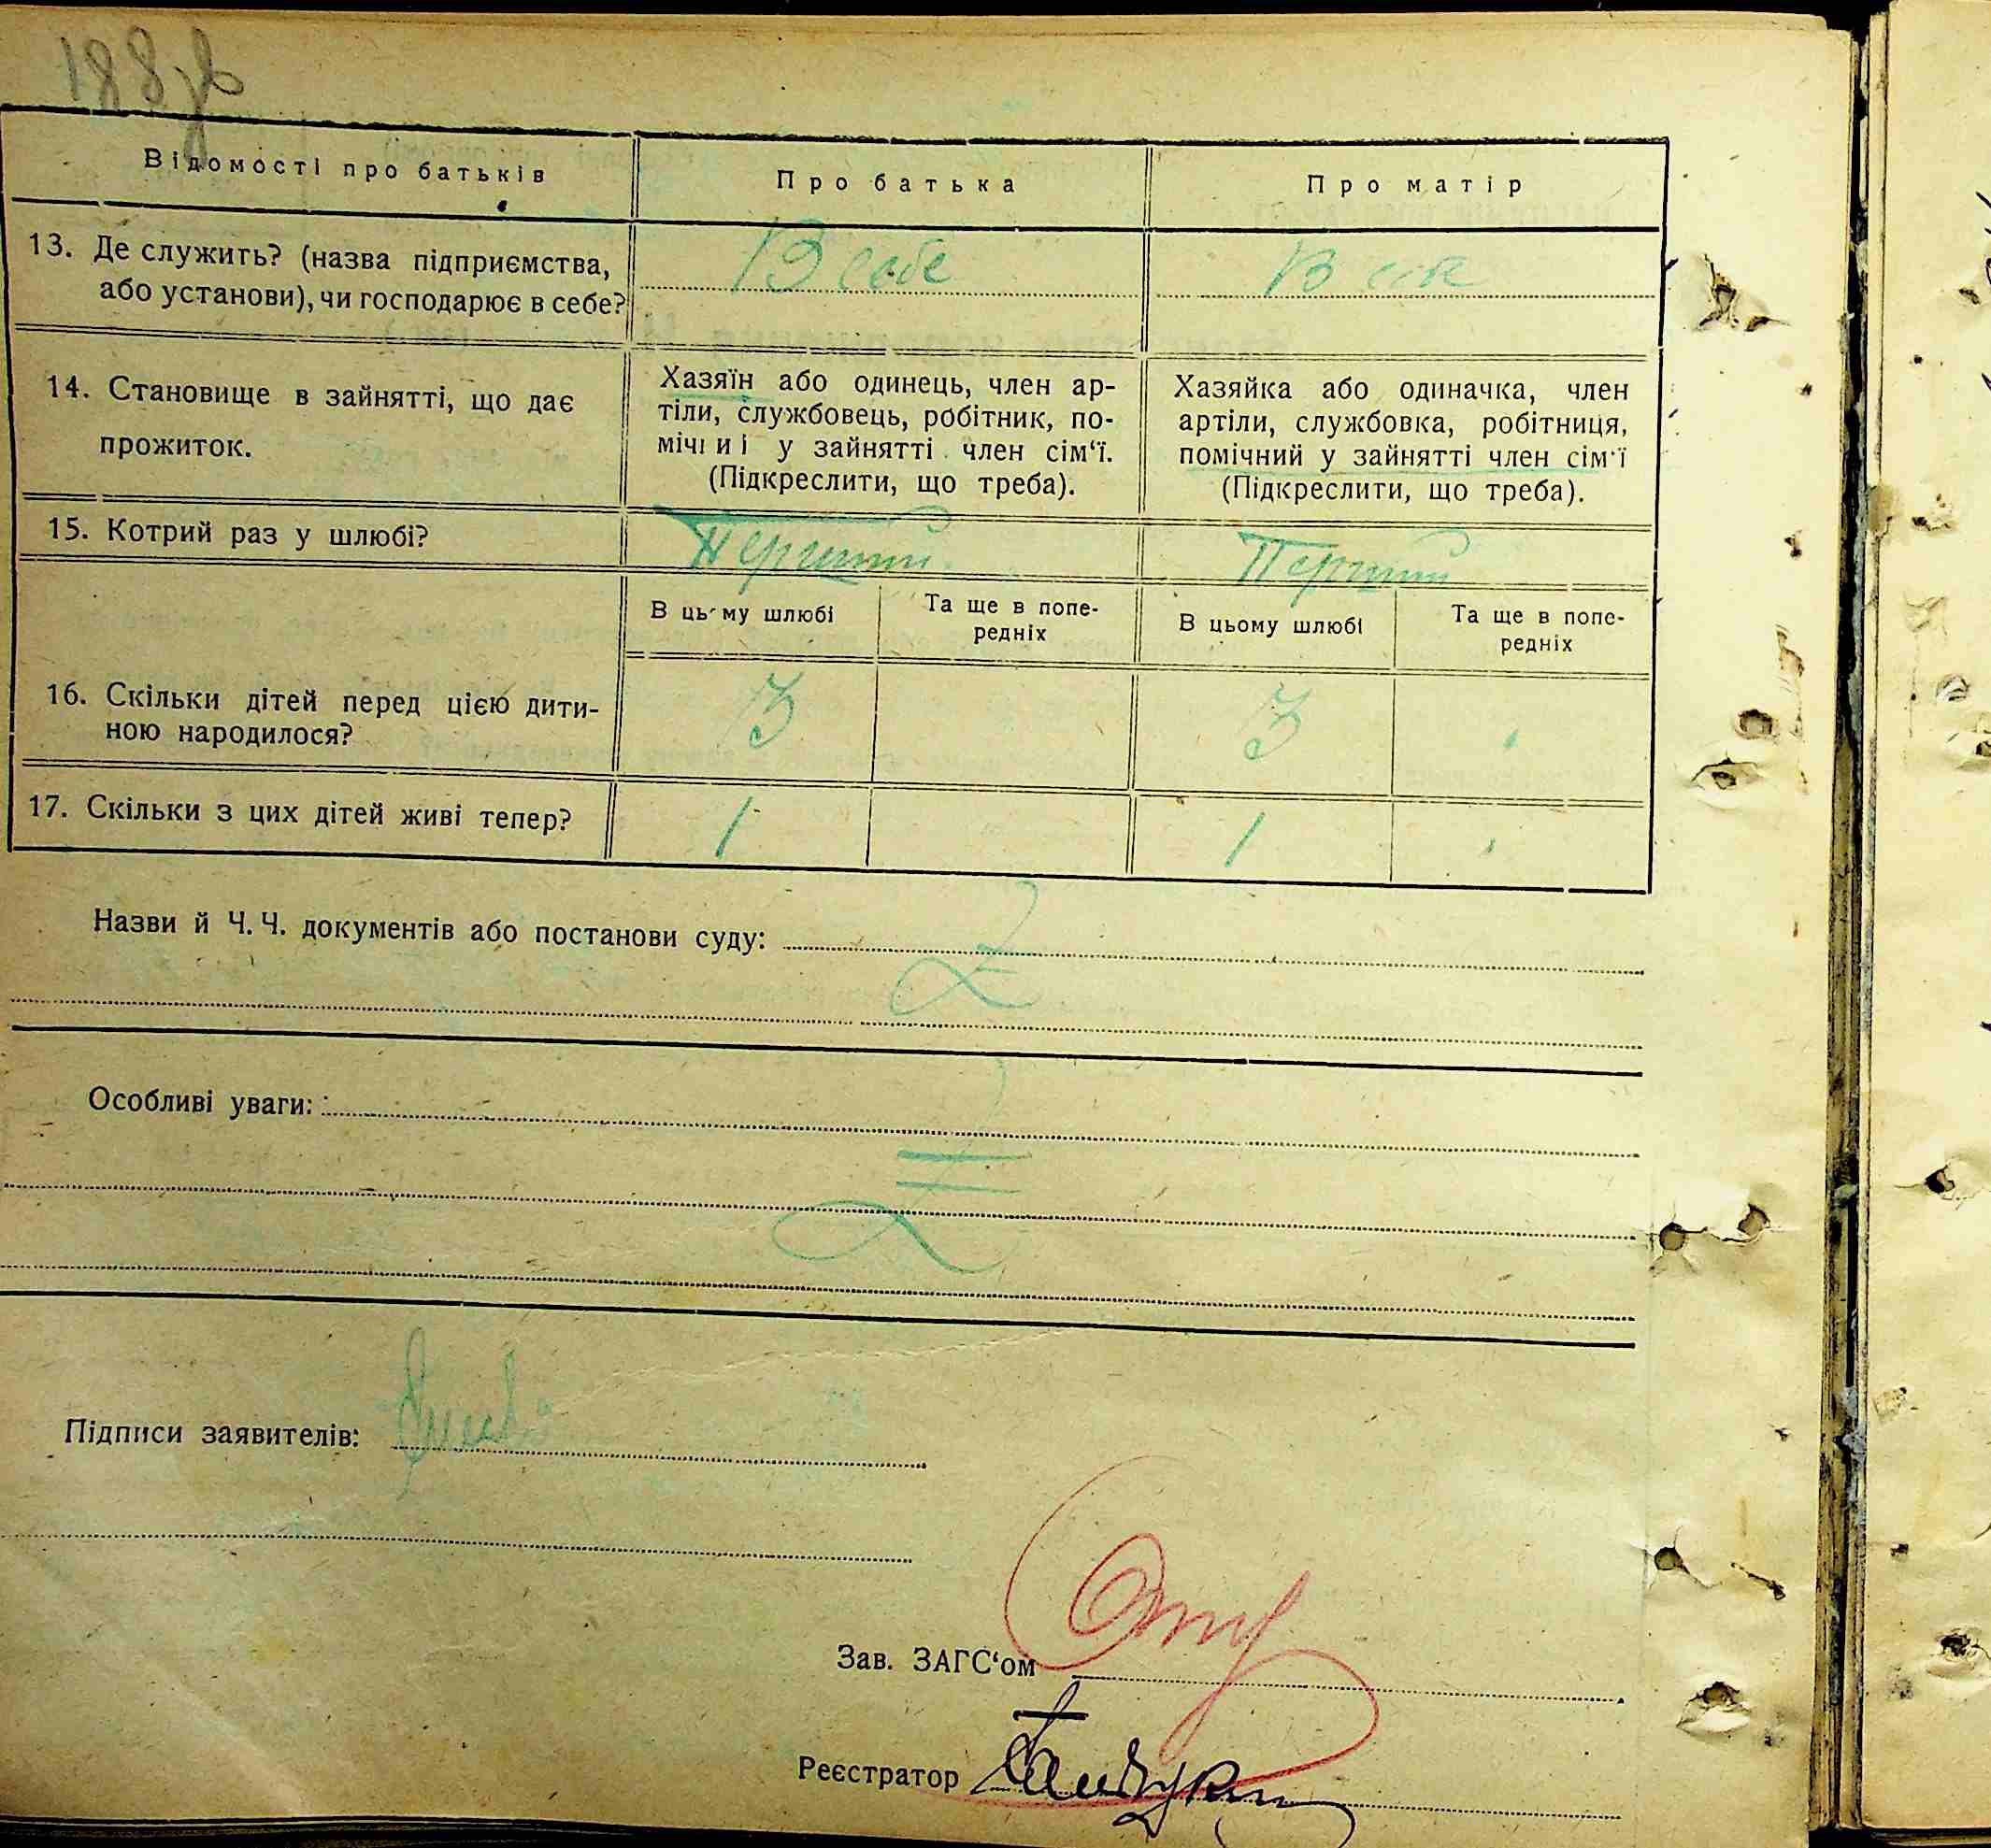 188зв
Відомості про батьків
Про батька
Про матір
13. Де служить? (назва підприємства,
або установи), чи господарює в себе?
В себе
В себе
14. Становище в зайнятті, що дає
прожиток.
Хазяїн або одинець, член ар-
тіли, службовець, робітник, по-
мічний у зайнятті член сім‘ї.
(Підкреслити, що треба).
Хазяйка або одиначка, член
артіли, службовка, робітниця,
помічний у зайнятті член сім‘ї
(Підкреслити, що треба).
15. Котрий раз у шлюбі?
Перший
Перший
В цьому шлюбі
Та ще в попе-
редніх
В цьому шлюбі
Та ще в попе-
редніх
16. Скільки дітей перед цією дити-
ною народилося?
3
3
17. Скільки з цих дітей живі тепер?
1
1
Назви й Ч. Ч. документів або постанови суду:
Особливі уваги:
Підписи заявителів:
Зав. ЗАГС‘ом
Реєстратор